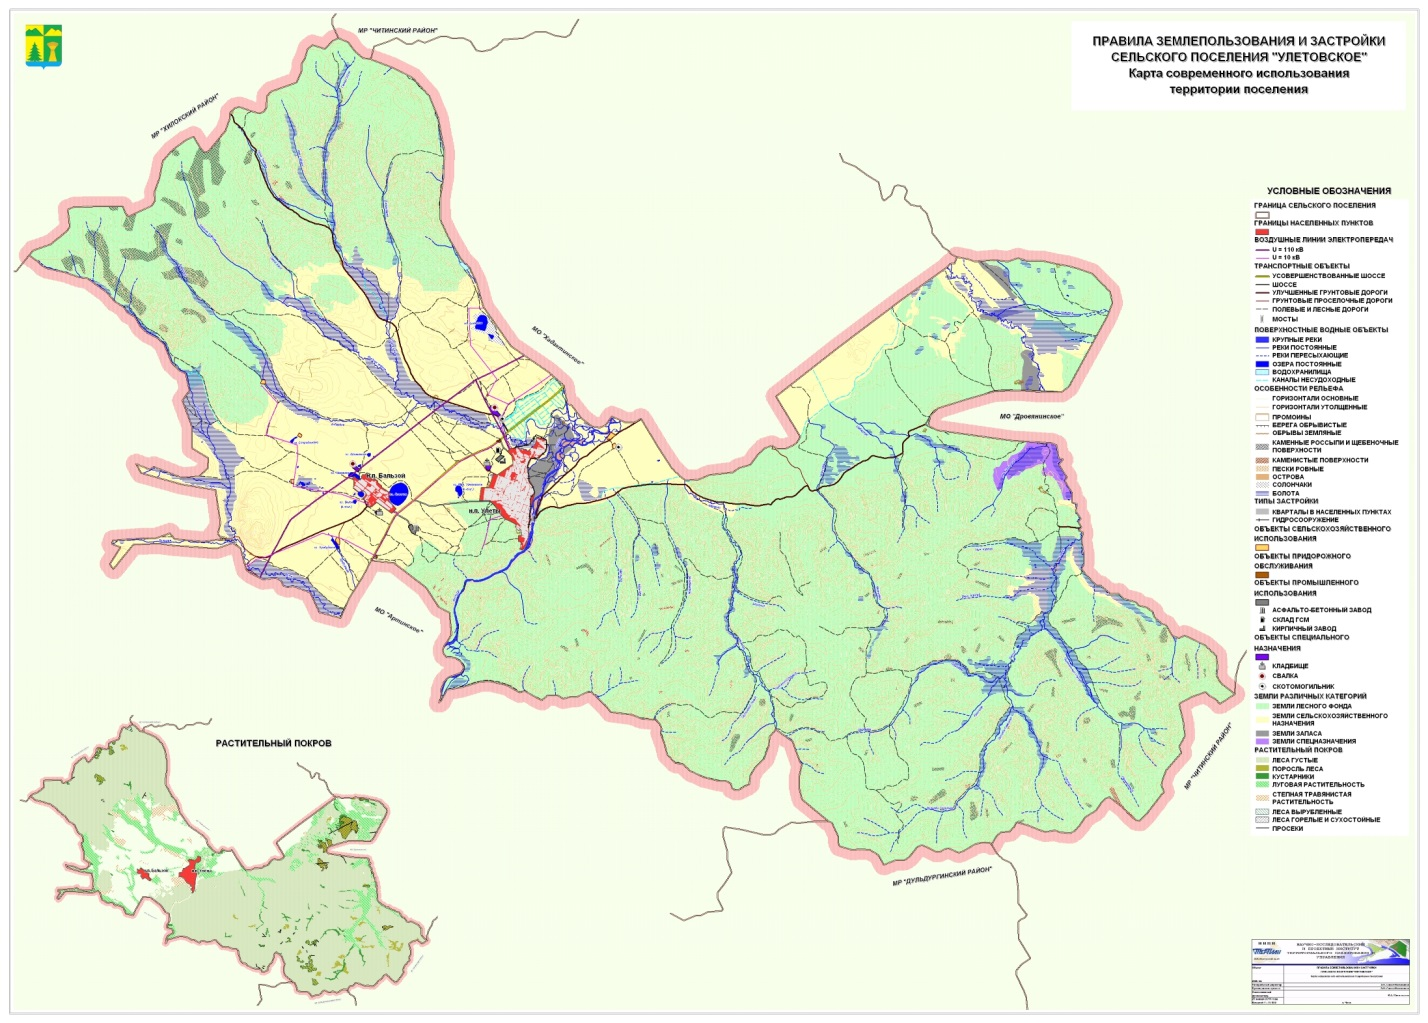 ПРАВИЛА ЗЕМЛЕПОЛЬЗОВАНИЯ И ЗАСТРОЙКИ
СЕЛЬСКОГО ПОСЕЛЕНИЯ "УЛЕТОВСКОЕ"
Карта современного использования
территории поселения
МР "ЧИТИНСКИЙ РАЙОН"
МР "ХИЛОКСКИЙ РАЙОН"
МО "Хадактинское"
МО "Дровянинское"
н.п. Бальзой
н.п. Улеты
МО "Артинское"
МР "ЧИТИНСКИЙ РАЙОН"
МР "ДУЛЬДУРГИНСКИЙ РАЙОН"
РАСТИТЕЛЬНЫЙ ПОКРОВ
УСЛОВНЫЕ ОБОЗНАЧЕНИЯ
ГРАНИЦА СЕЛЬСКОГО ПОСЕЛЕНИЯ
ГРАНИЦЫ НАСЕЛЕННЫХ ПУНКТОВ
ВОЗДУШНЫЕ ЛИНИИ ЭЛЕКТРОПЕРЕДАЧ
U = 110 кВ
U = 10 кВ
ТРАНСПОРТНЫЕ ОБЪЕКТЫ
УСОВЕРШЕНСТВОВАННЫЕ ШОССЕ
ШОССЕ
УЛУЧШЕННЫЕ ГРУНТОВЫЕ ДОРОГИ
ГРУНТОВЫЕ ПРОСЕЛОЧНЫЕ ДОРОГИ
ПОЛЕВЫЕ И ЛЕСНЫЕ ДОРОГИ
МОСТЫ
ПОВЕРХНОСТНЫЕ ВОДНЫЕ ОБЪЕКТЫ
КРУПНЫЕ РЕКИ
РЕКИ ПОСТОЯННЫЕ
РЕКИ ПЕРЕСЫХАЮЩИЕ
ОЗЕРА ПОСТОЯННЫЕ
ВОДОХРАНИЛИЩА
КАНАЛЫ НЕСУДОХОДНЫЕ
ОСОБЕННОСТИ РЕЛЬЕФА
ГОРИЗОНТАЛИ ОСНОВНЫЕ
ГОРИЗОНТАЛИ УТОЛЩЕННЫЕ
ПРОМОИНЫ
БЕРЕГА ОБРЫВИСТЫЕ
ОБРЫВЫ ЗЕМЛЯНЫЕ
КАМЕННЫЕ РОССЫПИ И ЩЕБЕНОЧНЫЕ
ПОВЕРХНОСТИ
КАМЕНИСТЫЕ ПОВЕРХНОСТИ
ПЕСКИ РОВНЫЕ
ОСТРОВА
СОЛОНЧАКИ
БОЛОТА
ТИПЫ ЗАСТРОЙКИ
КВАРТАЛЫ В НАСЕЛЕННЫХ ПУНКТАХ
ГИДРОСООРУЖЕНИЕ
ОБЪЕКТЫ СЕЛЬСКОХОЗЯЙСТВЕННОГО
ИСПОЛЬЗОВАНИЯ
ОБЪЕКТЫ ПРИДОРОЖНОГО
ОБСЛУЖИВАНИЯ
ОБЪЕКТЫ ПРОМЫШЛЕННОГО
ИСПОЛЬЗОВАНИЯ
АСФАЛЬТО-БЕТОННЫЙ ЗАВОД
СКЛАД ГСМ
КИРПИЧНЫЙ ЗАВОД
ОБЪЕКТЫ СПЕЦИАЛЬНОГО
НАЗНАЧЕНИЯ
КЛАДБИЩЕ
СВАЛКА
СКОТОМОГИЛЬНИК
ЗЕМЛИ РАЗЛИЧНЫХ КАТЕГОРИЙ
ЗЕМЛИ ЛЕСНОГО ФОНДА
ЗЕМЛИ СЕЛЬСКОХОЗЯЙСТВЕННОГО
НАЗНАЧЕНИЯ
ЗЕМЛИ ЗАПАСА
ЗЕМЛИ СПЕЦНАЗНАЧЕНИЯ
РАСТИТЕЛЬНЫЙ ПОКРОВ
ЛЕСА ГУСТЫЕ
ПОРОСЛЬ ЛЕСА
КУСТАРНИКИ
ЛУГОВАЯ РАСТИТЕЛЬНОСТЬ
СТЕПНАЯ ТРАВЯНИСТАЯ
РАСТИТЕЛЬНОСТЬ
ЛЕСА ВЫРУБЛЕННЫЕ
ЛЕСА ГОРЕЛЫЕ И СУХОСТОЙНЫЕ
ПРОСЕКИ
НАУЧНО-ИССЛЕДОВАТЕЛЬСКИЙ
И ПРОЕКТНЫЙ ИНСТИТУТ
УПРАВЛЕНИЯ